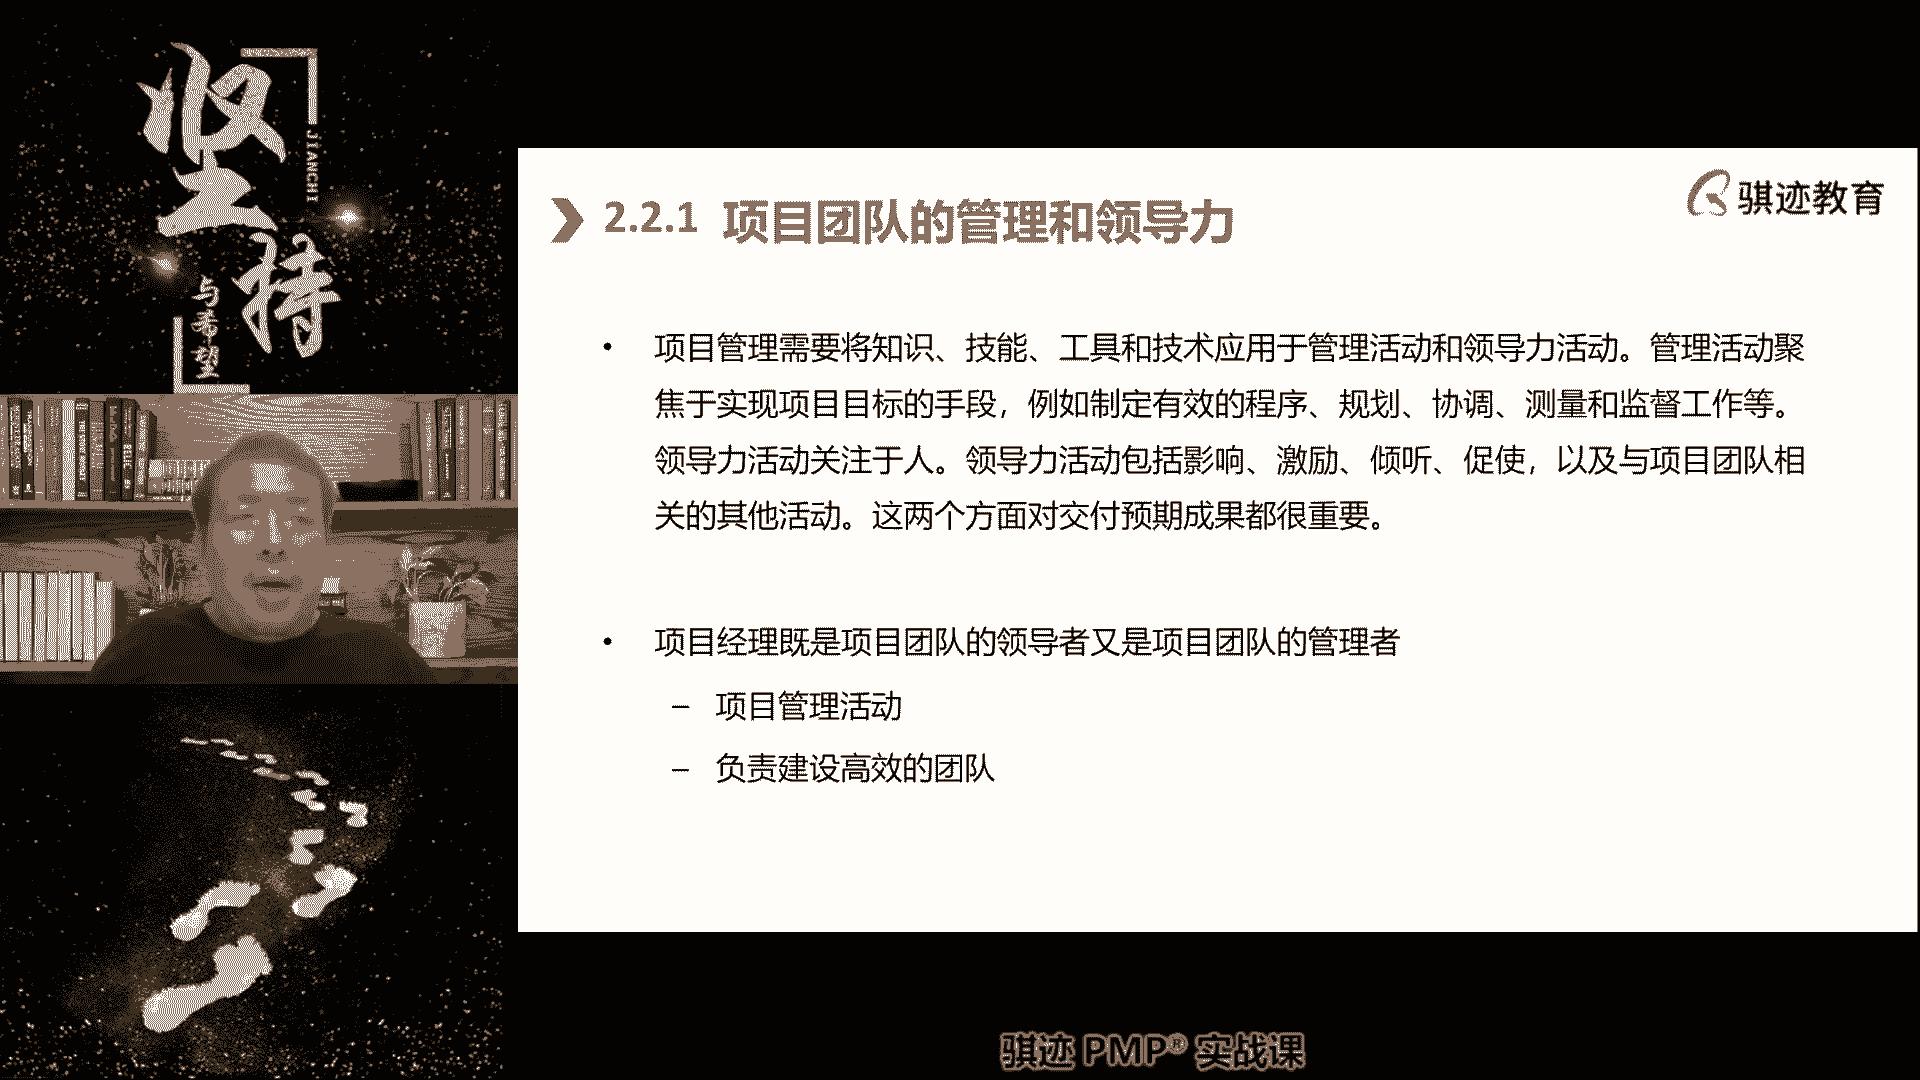 坚持
JIANCHI
与希望
骐迹教育
2.2.1 项目团队的管理和领导力
• 项目管理需要将知识、技能、工具和技术应用于管理活动和领导力活动。管理活动聚
焦于实现项目目标的手段，例如制定有效的程序、规划、协调、测量和监督工作等。
领导力活动关注于人。领导力活动包括影响、激励、倾听、促使，以及与项目团队相
关的其他活动。这两个方面对交付预期成果都很重要。
• 项目经理既是项目团队的领导者又是项目团队的管理者
– 项目管理活动
– 负责建设高效的团队
骐迹 PMP® 实战课